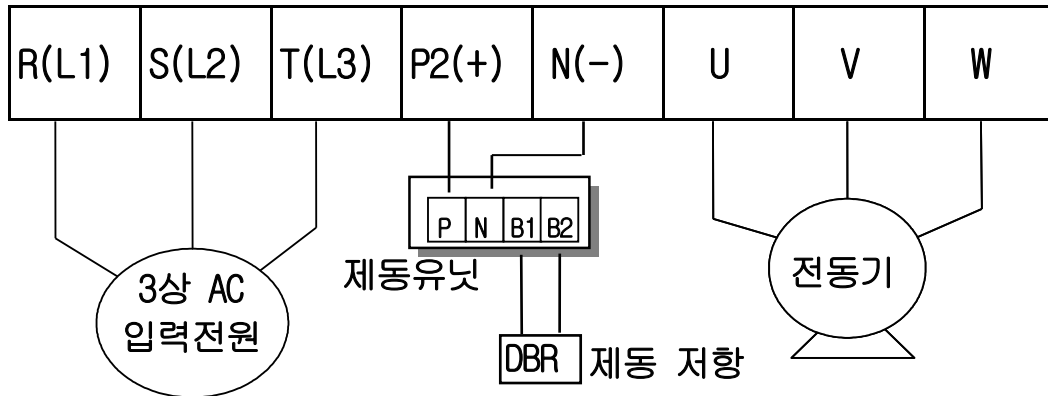 R(L1) S(L2) T(L3) P2(+) N(-) U V W
P N B1 B2
제동유닛
3상 AC
입력전원
전동기
DBR 제동 저항